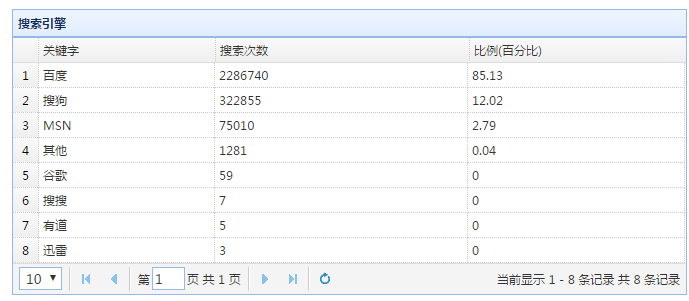 搜索引擎
关键字 搜索次数 比例(百分比)
1 百度 2286740 85.13
2 搜狗 322855 12.02
3 MSN 75010 2.79
4 其他 1281 0.04
5 谷歌 59 0
6 搜搜 7 0
7 有道 5 0
8 迅雷 3 0
10 第 1 页 共 1 页 当前显示 1 - 8 条记录 共 8 条记录